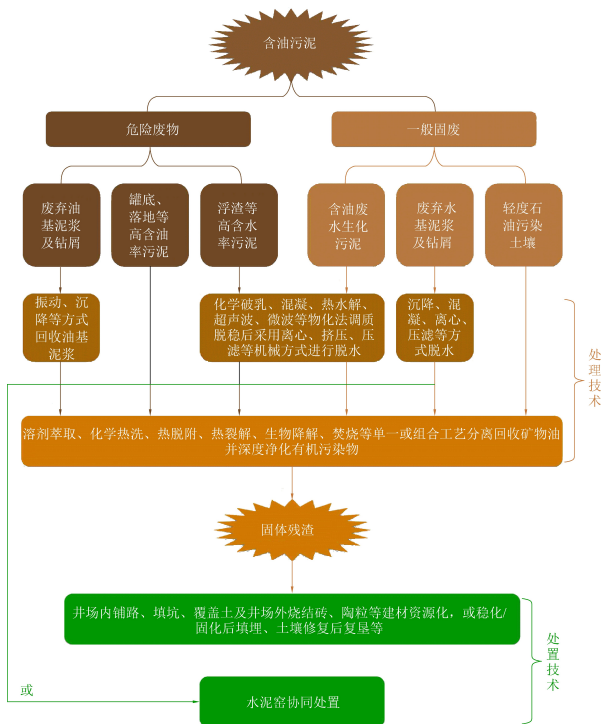 含油污泥
危险废物
一般固废
废弃油
基泥浆
及钻屑
罐底、
落地等
高含油
率污泥
浮渣等
高含水
率污泥
含油废
水生化
污泥
废弃水
基泥浆
及钻屑
轻度石
油污染
土壤
振动、沉
降等方式
回收油基
泥浆
化学破乳、混凝、热水解、
超声波、微波等物化法调质
脱稳后采用离心、挤压、压
滤等机械方式进行脱水
沉降、混
凝、离心、
压滤等方
式脱水
处理技术
溶剂萃取、化学热洗、热脱附、热裂解、生物降解、焚烧等单一或组合工艺分离回收矿物油
并深度净化有机污染物
固体残渣
井场内铺路、填坑、覆盖土及井场外烧结砖、陶粒等建材资源化，或稳化/
固化后填埋、土壤修复后复垦等
处置技术
或
水泥窑协同处置